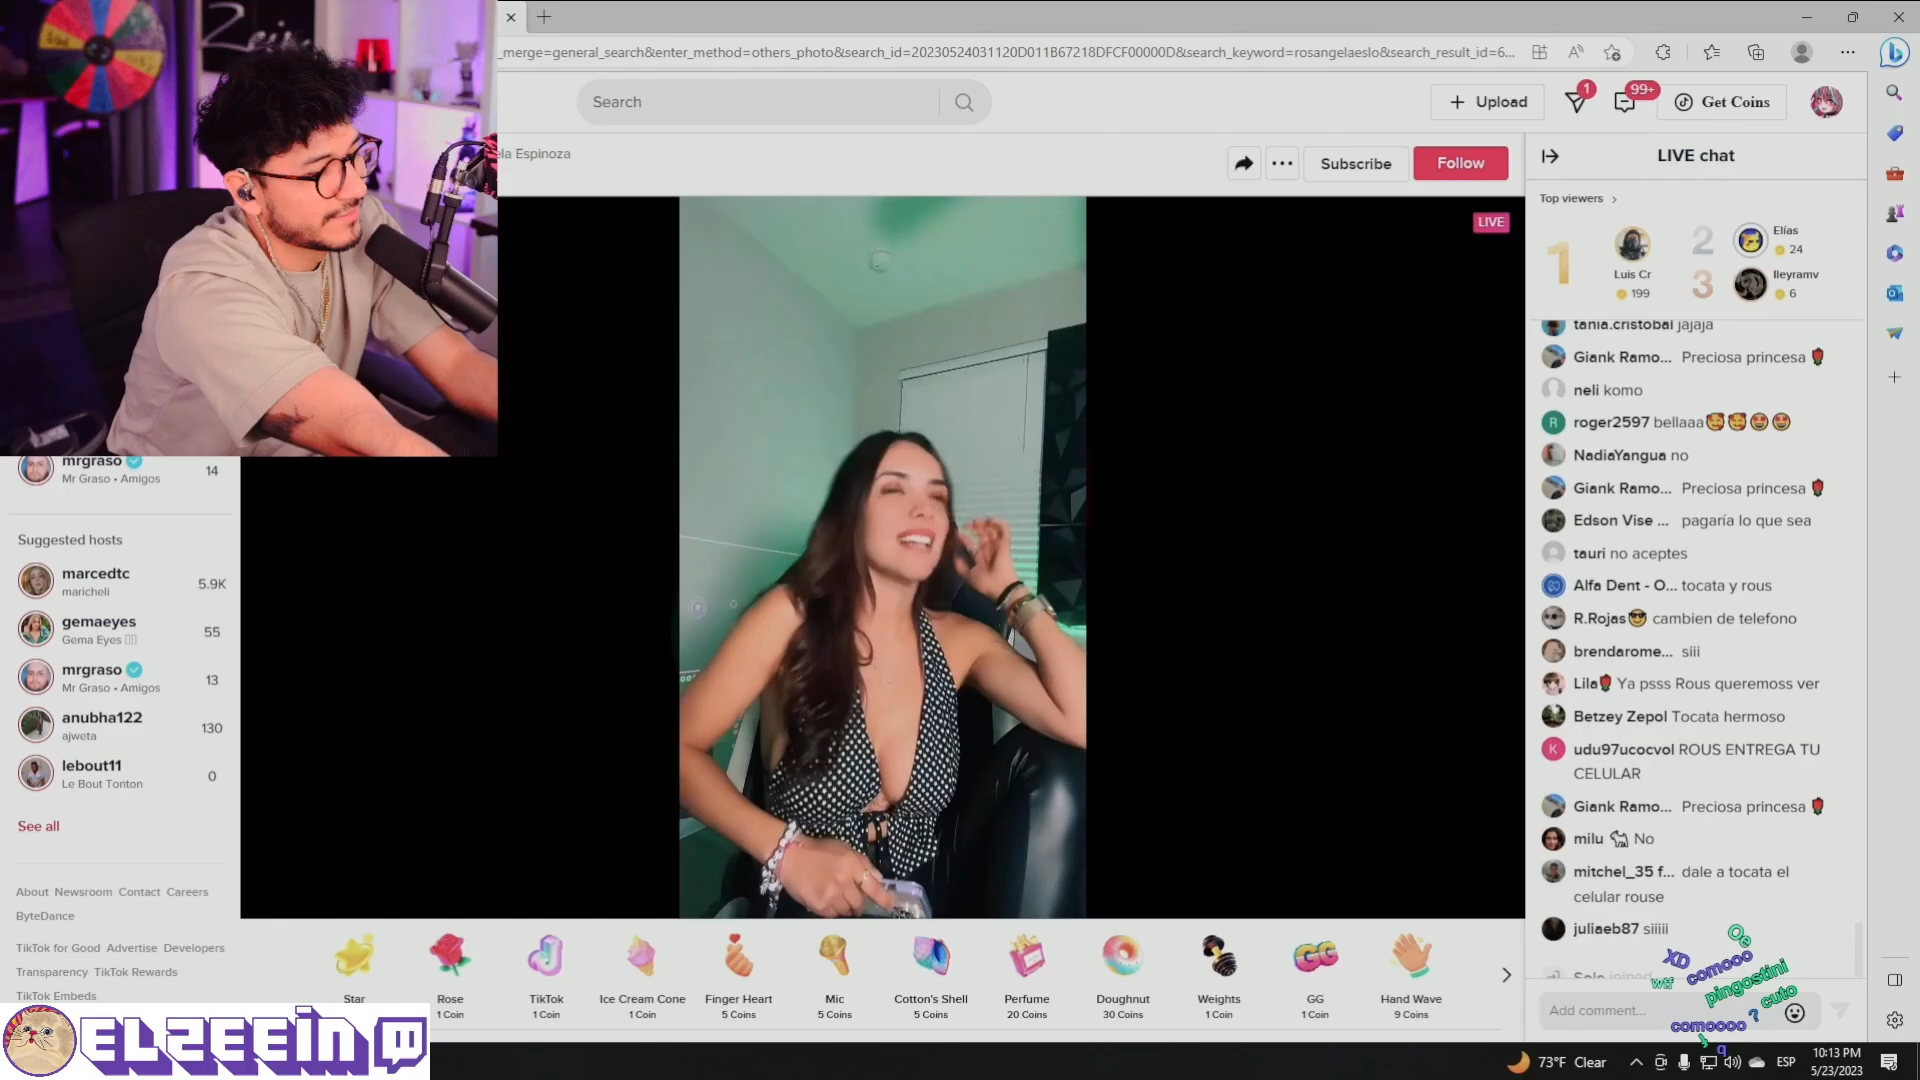 _merge=general_search&enter_method=others_photo&search_id=20230524031120D011B67218DFCF00000D&search_keyword=rosangelaeslo&search_result_id=6...
Search
Upload
1
99+
Get Coins
ela Espinoza
Subscribe
Follow
LIVE chat
LIVE
Top viewers
1
Luis Cr
199
2
Elías
24
3
lleyramv
6
tania.cristobal jajaja
Giank Ramo... Preciosa princesa
neli komo
R
roger2597 bellaaa
NadiaYangua no
Giank Ramo... Preciosa princesa
Edson Vise ... pagaría lo que sea
tauri no aceptes
Alfa Dent - O... tocata y rous
R.Rojas cambien de telefono
brendarome... siii
Lila Ya psss Rous queremoss ver
Betzey Zepol Tocata hermoso
K
udu97ucocvol ROUS ENTREGA TU
CELULAR
Giank Ramo... Preciosa princesa
milu No
mitchel_35 f... dale a tocata el
celular rouse
juliaeb87 siiiii
Solo joined
Add comment...
Oe
XD
comooo
wtf
pingostini
cuto
?
comoooo
q
mrgraso
Mr Graso • Amigos
14
Suggested hosts
marcedtc
maricheli
5.9K
gemaeyes
Gema Eyes
55
mrgraso
Mr Graso • Amigos
13
anubha122
ajweta
130
lebout11
Le Bout Tonton
0
See all
About Newsroom Contact Careers
ByteDance
TikTok for Good Advertise Developers
Transparency TikTok Rewards
TikTok Embeds
Star
1 Coin
Rose
1 Coin
TikTok
1 Coin
Ice Cream Cone
1 Coin
Finger Heart
5 Coins
Mic
5 Coins
Cotton's Shell
5 Coins
Perfume
20 Coins
Doughnut
30 Coins
Weights
1 Coin
GG
GG
1 Coin
Hand Wave
9 Coins
ELZEEIN
73°F Clear
ESP
10:13 PM
5/23/2023